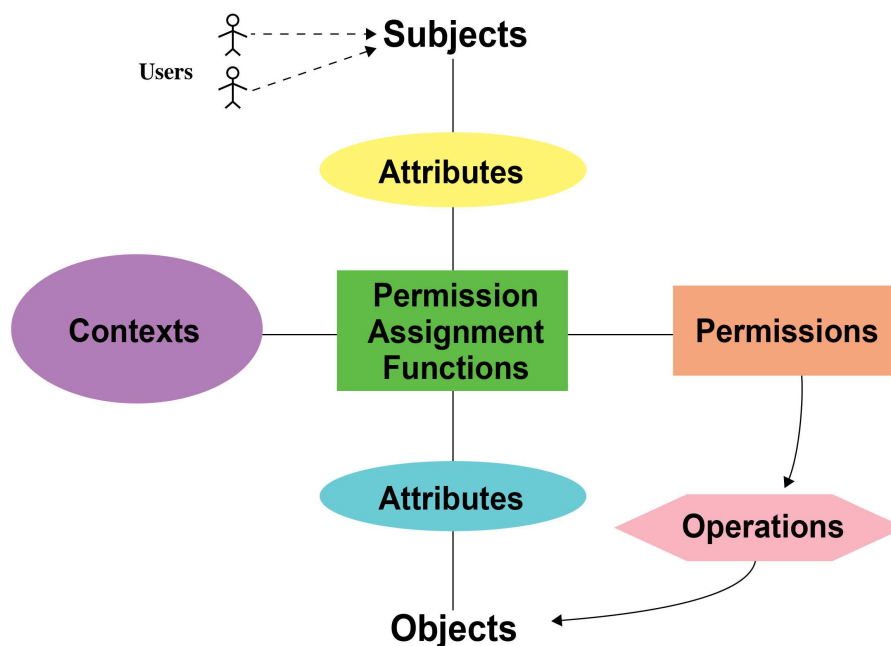 Subjects
Users
Attributes
Permission
Assignment
Functions
Contexts
Permissions
Attributes
Operations
Objects